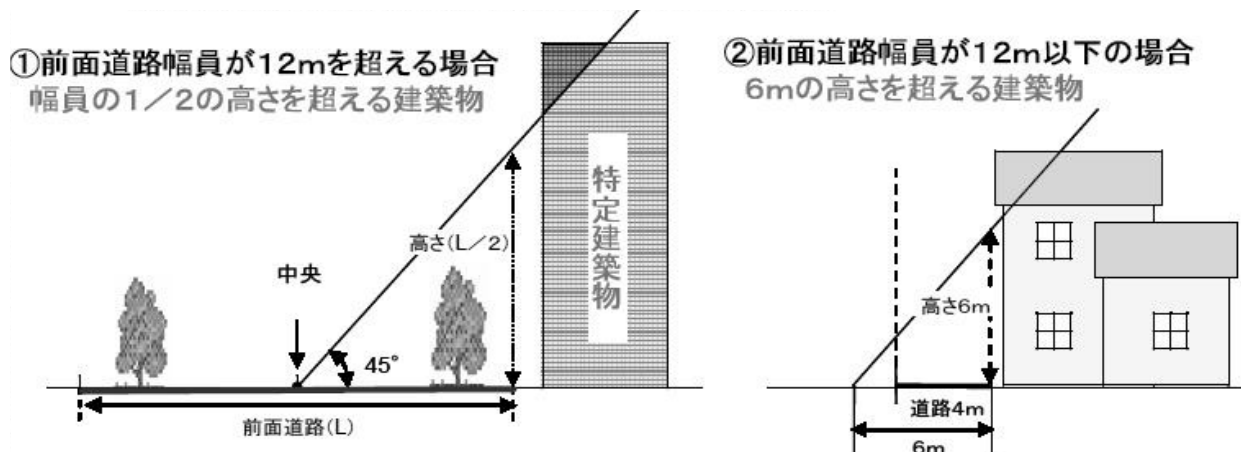 ①前面道路幅員が12mを超える場合
幅員の1／2の高さを超える建築物
特定建築物
高さ(L／2)
中央
45°
前面道路(L)
②前面道路幅員が12m以下の場合
6mの高さを超える建築物
高さ6m
道路4m
6m